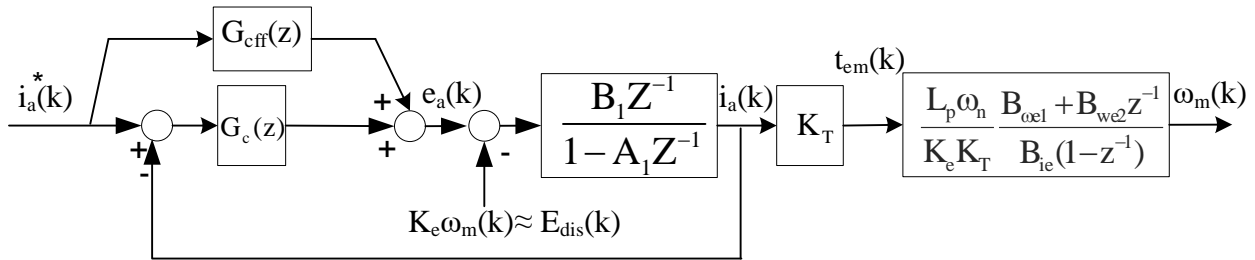 G_cff(z)
i_a^*(k)
+
-
G_c(z)
+
+
e_a(k)
-
K_eω_m(k)≈ E_dis(k)
B_1Z^-1
1-A_1Z^-1
i_a(k)
K_T
t_em(k)
L_pω_n B_ωe1+B_we2z^-1
K_eK_T B_ie(1-z^-1)
ω_m(k)